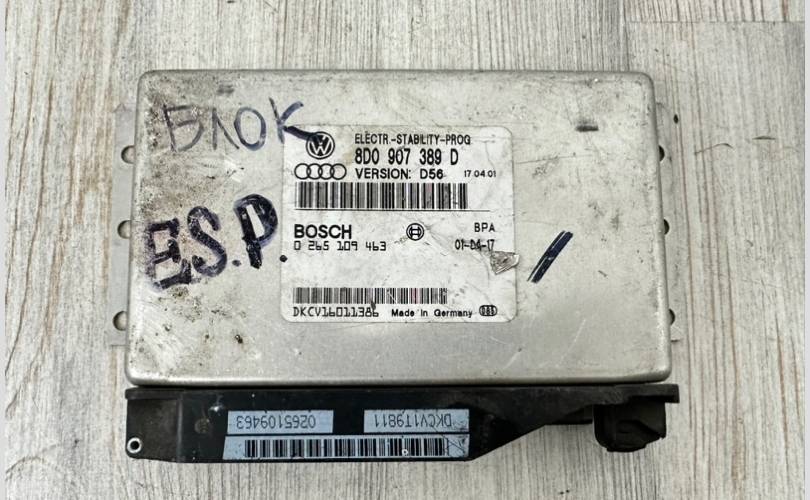 БЛОК
E.S.P.
ELECTR.-STABILITY-PROG
8D0 907 389 D
VERSION: D56 17.04.01
BOSCH BPA
0 265 109 463 01-04-17
DKCV16011386 Made in Germany
0265109463 DKCV1T9811